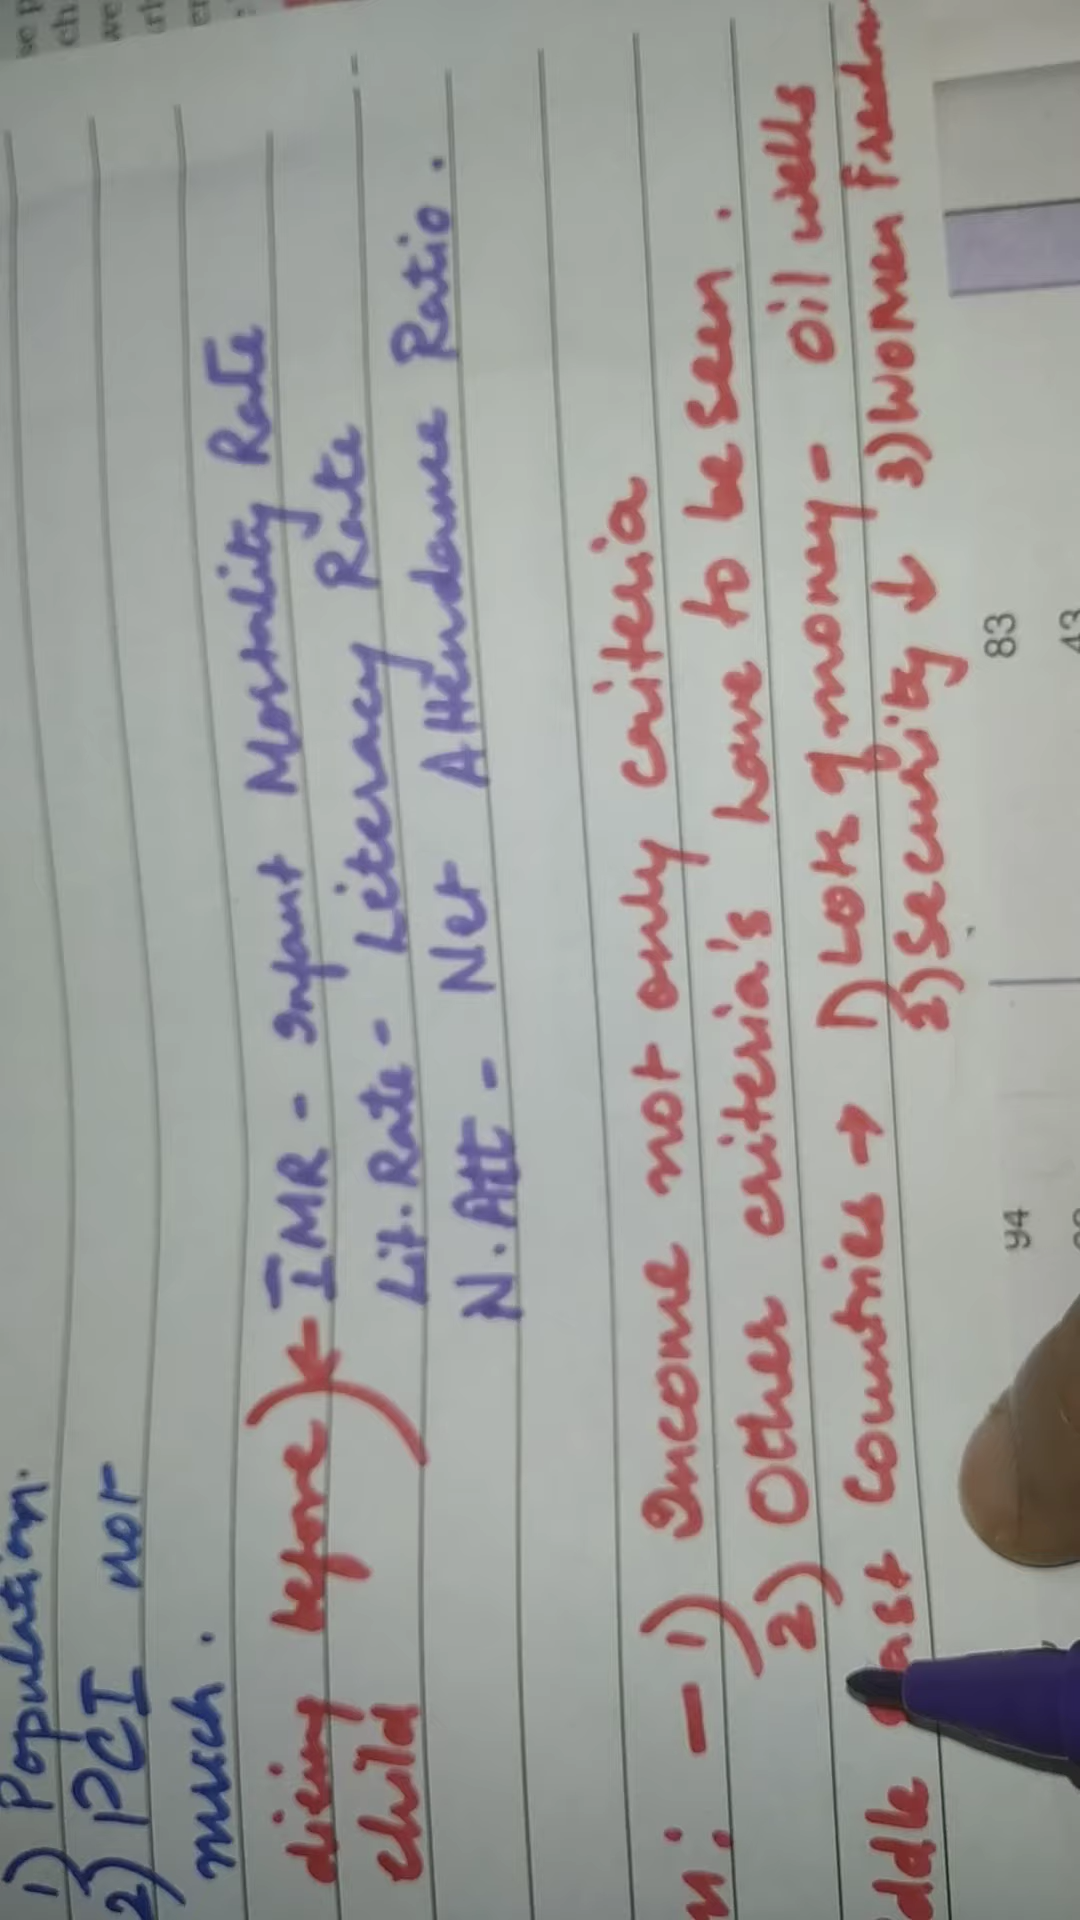 1) Population.
2) PCI not
much.
IMR - Infant Mortality Rate
dieing before
child
Lit. Rate - Literacy Rate
N. Att - Net Attendance Ratio.
1) Income not only criteria
2) Other criteria's have to be seen.
East Countries → 1) Lots of money - oil wells
2) Security ↓ 3) Women Freedom
94 83
43